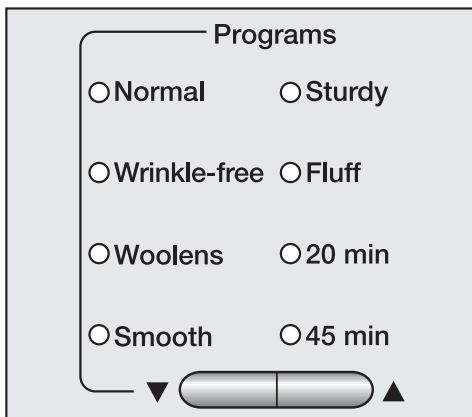 Programs
Normal Sturdy
Wrinkle-free Fluff
Woolens 20 min
Smooth 45 min